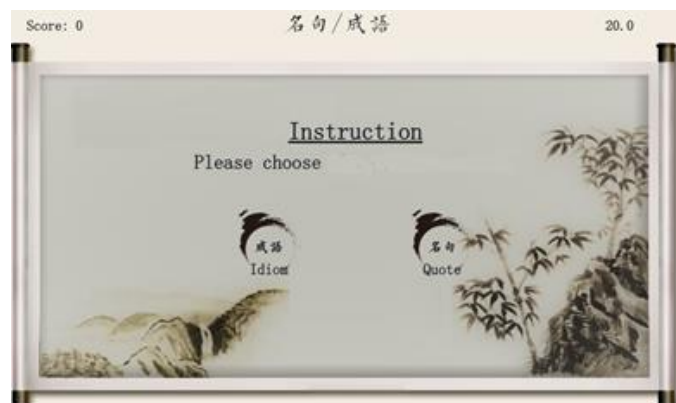 Score: 0 名句/成語 20.0
Instruction
Please choose
成語 名句
Idiom Quote